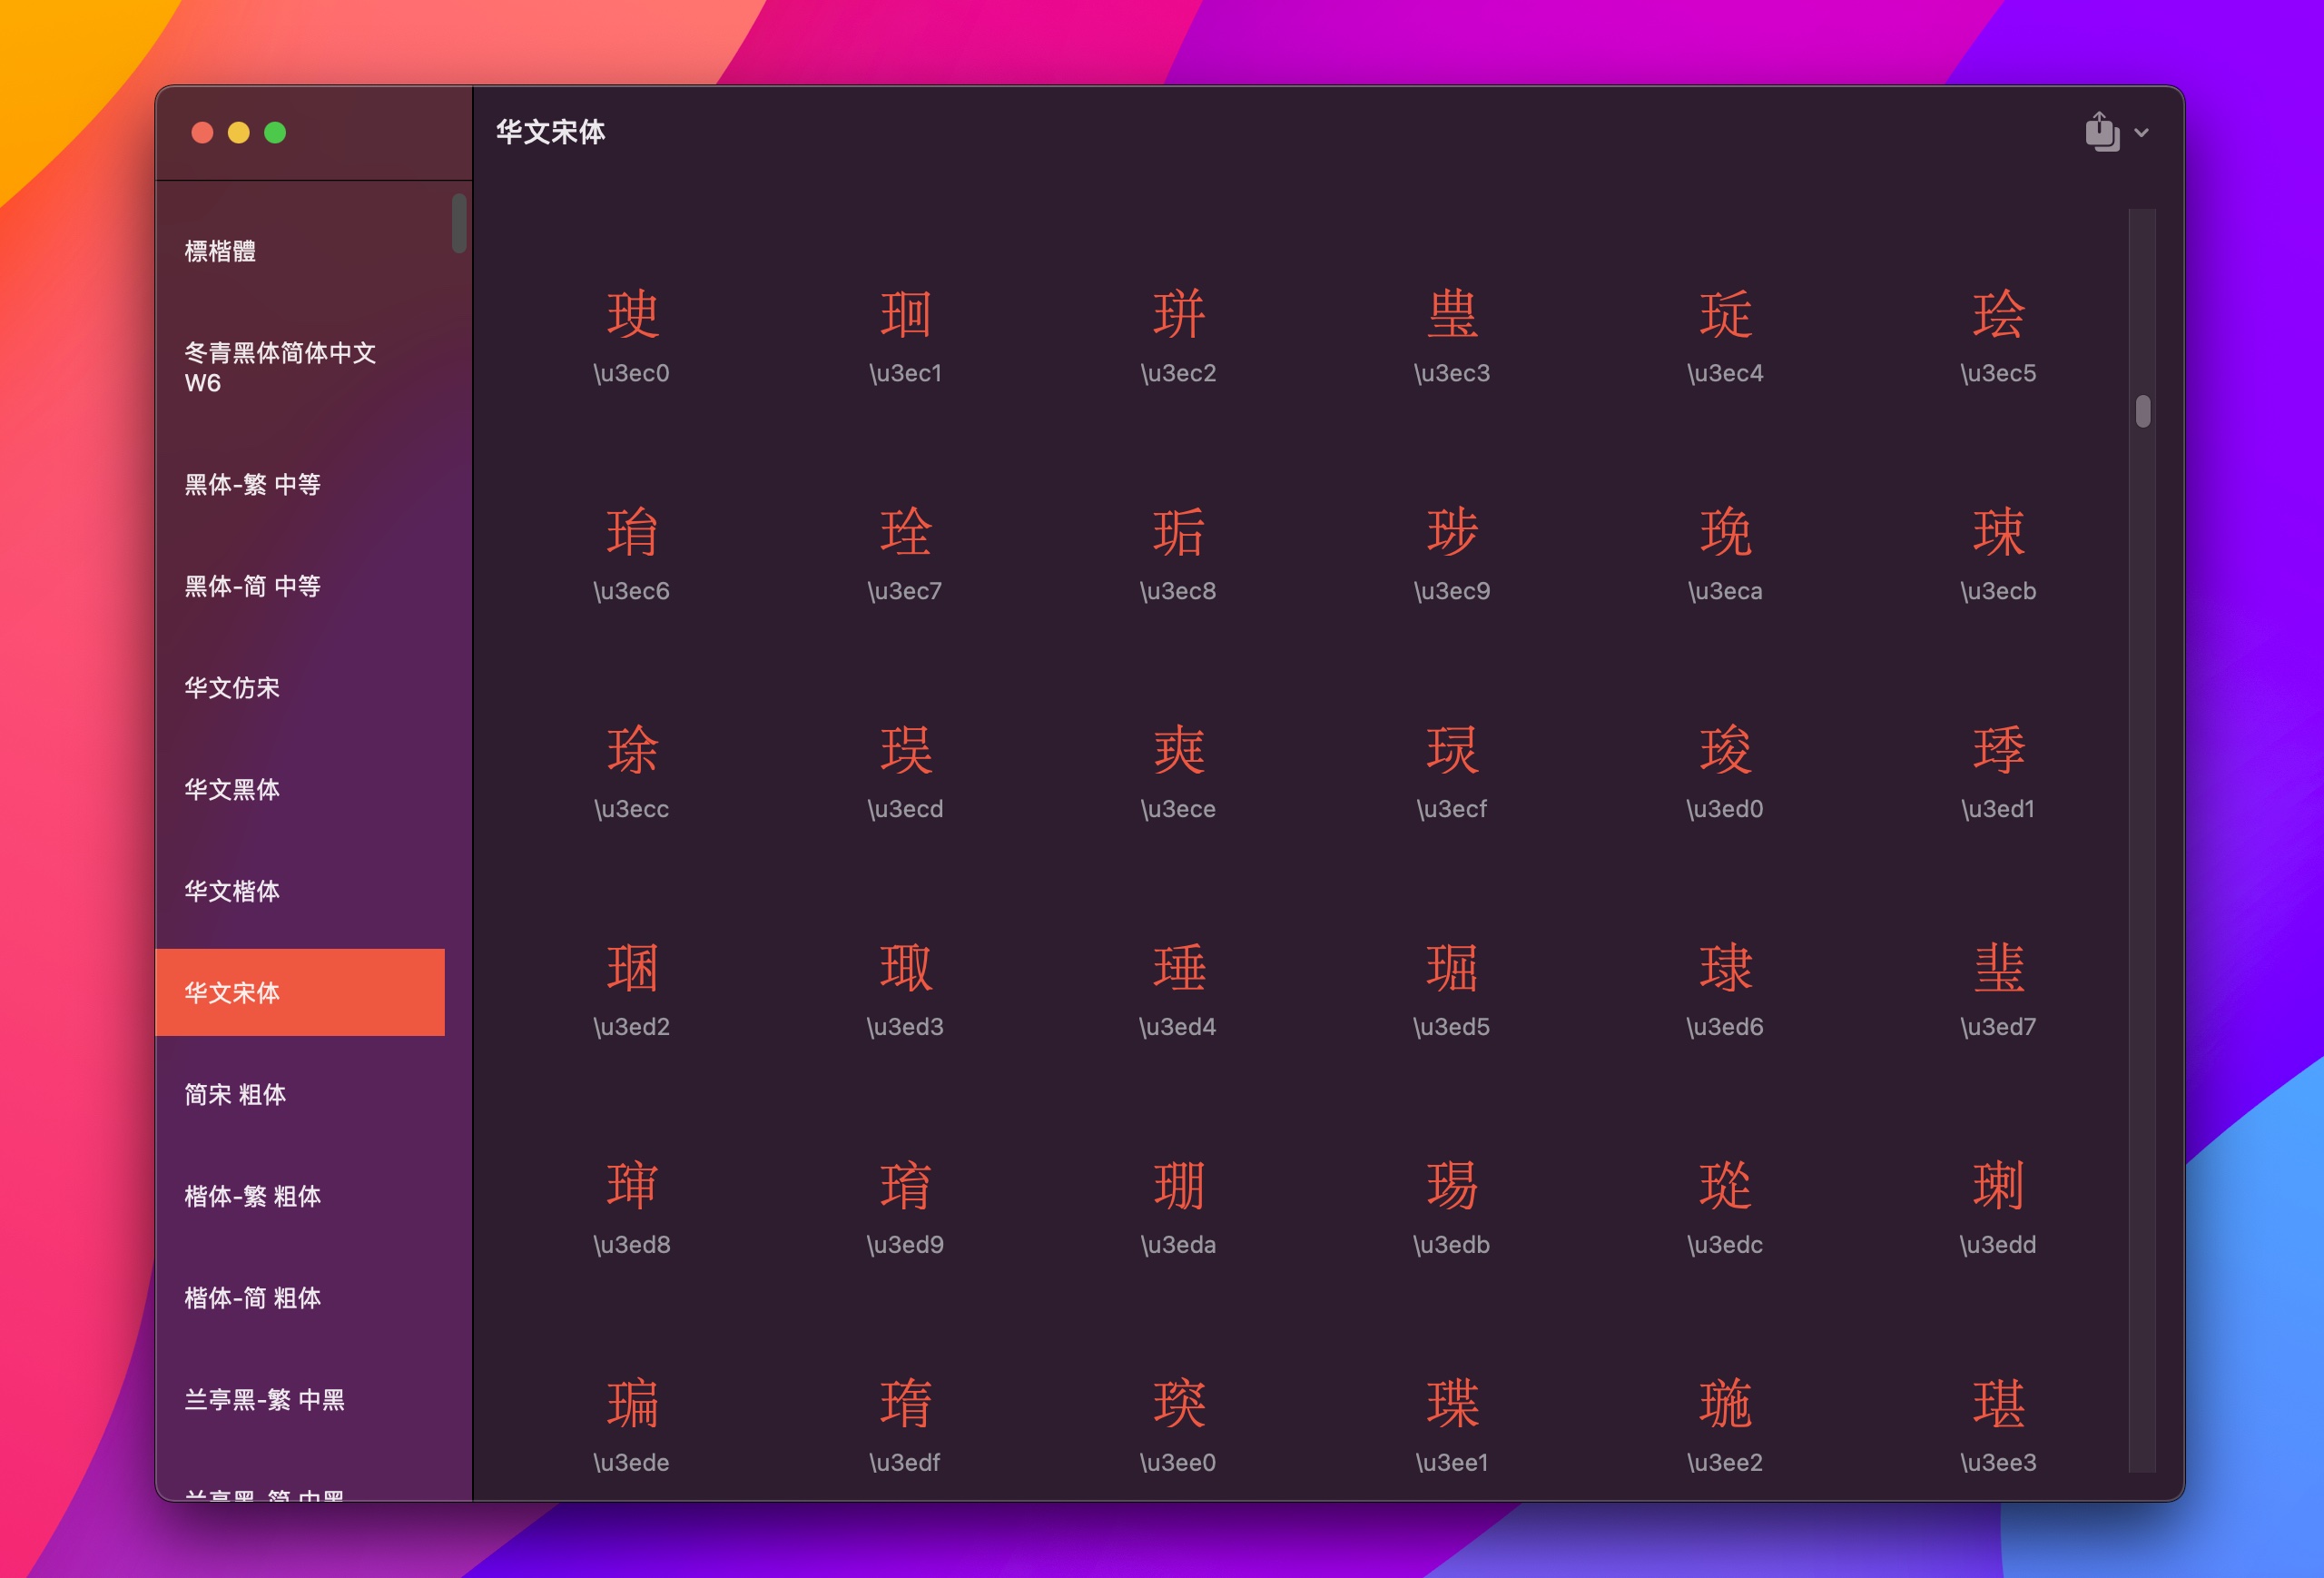 华文宋体
標楷體
冬青黑体简体中文
W6
黑体-繁 中等
黑体-简 中等
华文仿宋
华文黑体
华文楷体
华文宋体
简宋 粗体
楷体-繁 粗体
楷体-简 粗体
兰亭黑-繁 中黑
兰亭黑-简 中黑
㻀 㻁 㻂 㻃 㻄 㻅
\u3ec0 \u3ec1 \u3ec2 \u3ec3 \u3ec4 \u3ec5
㻆 㻇 㻈 㻉 㻊 㻋
\u3ec6 \u3ec7 \u3ec8 \u3ec9 \u3eca \u3ecb
㻌 㻍 㻎 㻏 㻐 㻑
\u3ecc \u3ecd \u3ece \u3ecf \u3ed0 \u3ed1
㻒 㻓 㻔 㻕 㻖 㻗
\u3ed2 \u3ed3 \u3ed4 \u3ed5 \u3ed6 \u3ed7
㻘 㻙 㻚 㻛 㻜 㻝
\u3ed8 \u3ed9 \u3eda \u3edb \u3edc \u3edd
㻞 㻟 㻠 㻡 㻢 㻣
\u3ede \u3edf \u3ee0 \u3ee1 \u3ee2 \u3ee3